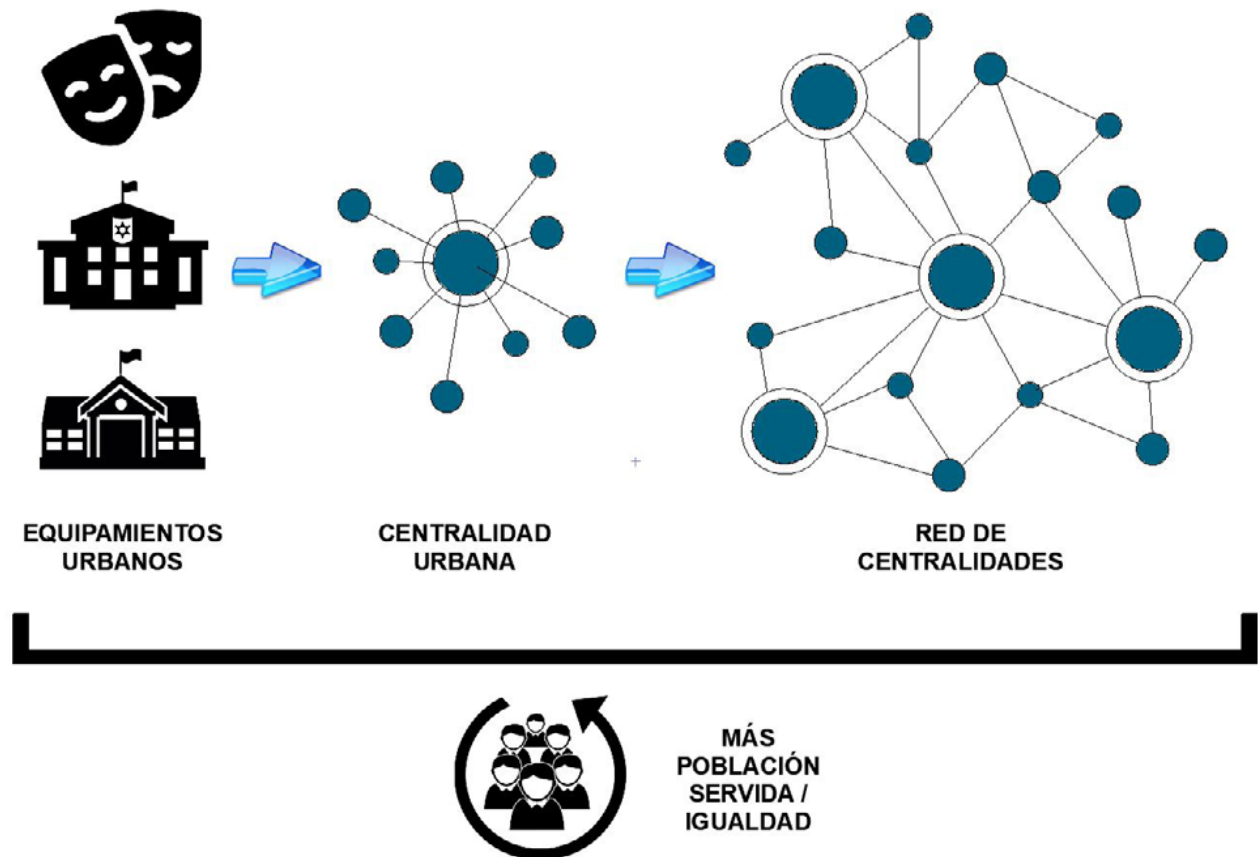 EQUIPAMIENTOS
URBANOS
CENTRALIDAD
URBANA
RED DE
CENTRALIDADES
MÁS
POBLACIÓN
SERVIDA /
IGUALDAD